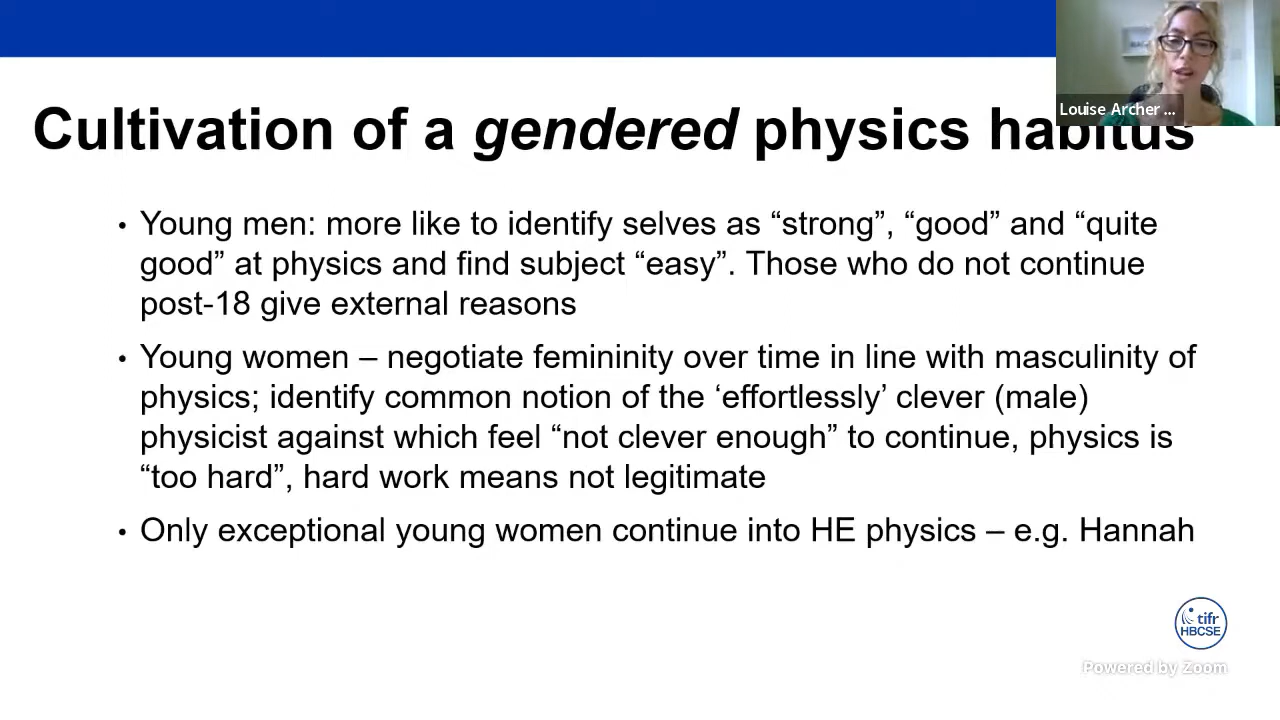 Louise Archer ...
Cultivation of a gendered physics habitus
• Young men: more like to identify selves as “strong”, “good” and “quite
good” at physics and find subject “easy”. Those who do not continue
post-18 give external reasons
• Young women – negotiate femininity over time in line with masculinity of
physics; identify common notion of the ‘effortlessly’ clever (male)
physicist against which feel “not clever enough” to continue, physics is
“too hard”, hard work means not legitimate
• Only exceptional young women continue into HE physics – e.g. Hannah
tifr
HBCSE
Powered by Zoom